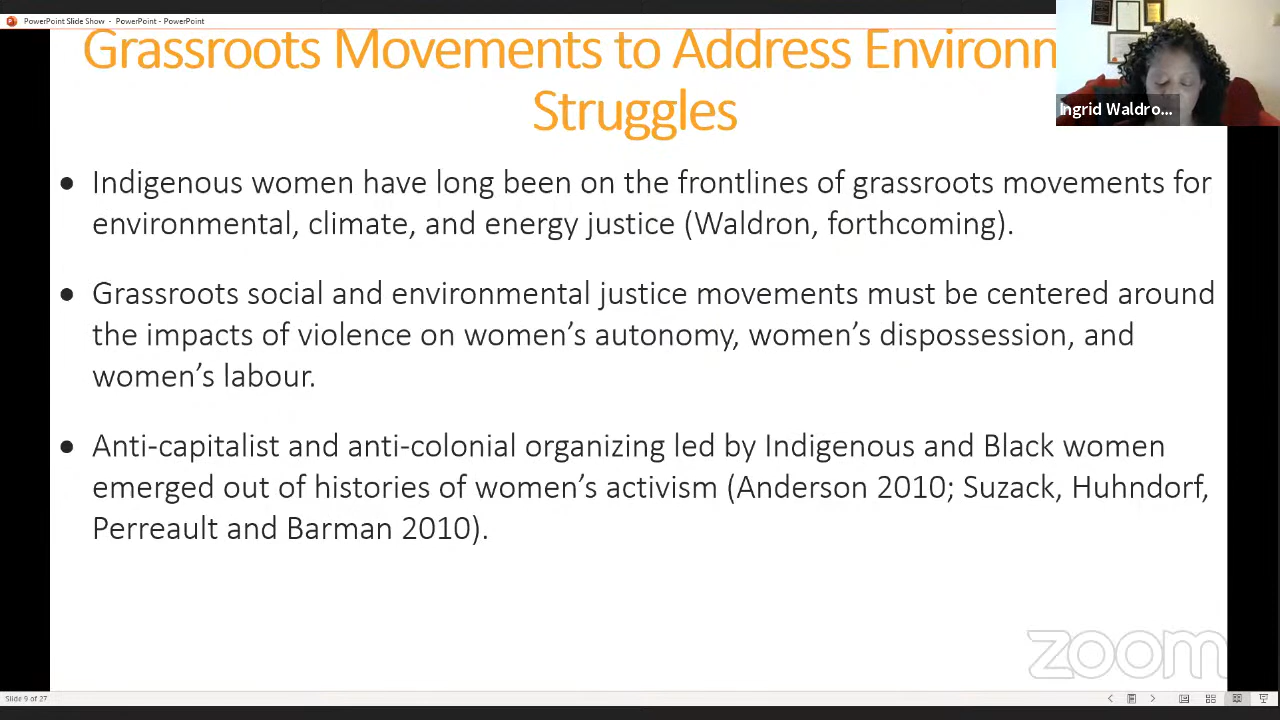 PowerPoint Slide Show - PowerPoint - PowerPoint
Grassroots Movements to Address Environm
Struggles
Ingrid Waldro...
• Indigenous women have long been on the frontlines of grassroots movements for
environmental, climate, and energy justice (Waldron, forthcoming).
• Grassroots social and environmental justice movements must be centered around
the impacts of violence on women’s autonomy, women’s dispossession, and
women’s labour.
• Anti-capitalist and anti-colonial organizing led by Indigenous and Black women
emerged out of histories of women’s activism (Anderson 2010; Suzack, Huhndorf,
Perreault and Barman 2010).
zoom
Slide 9 of 27